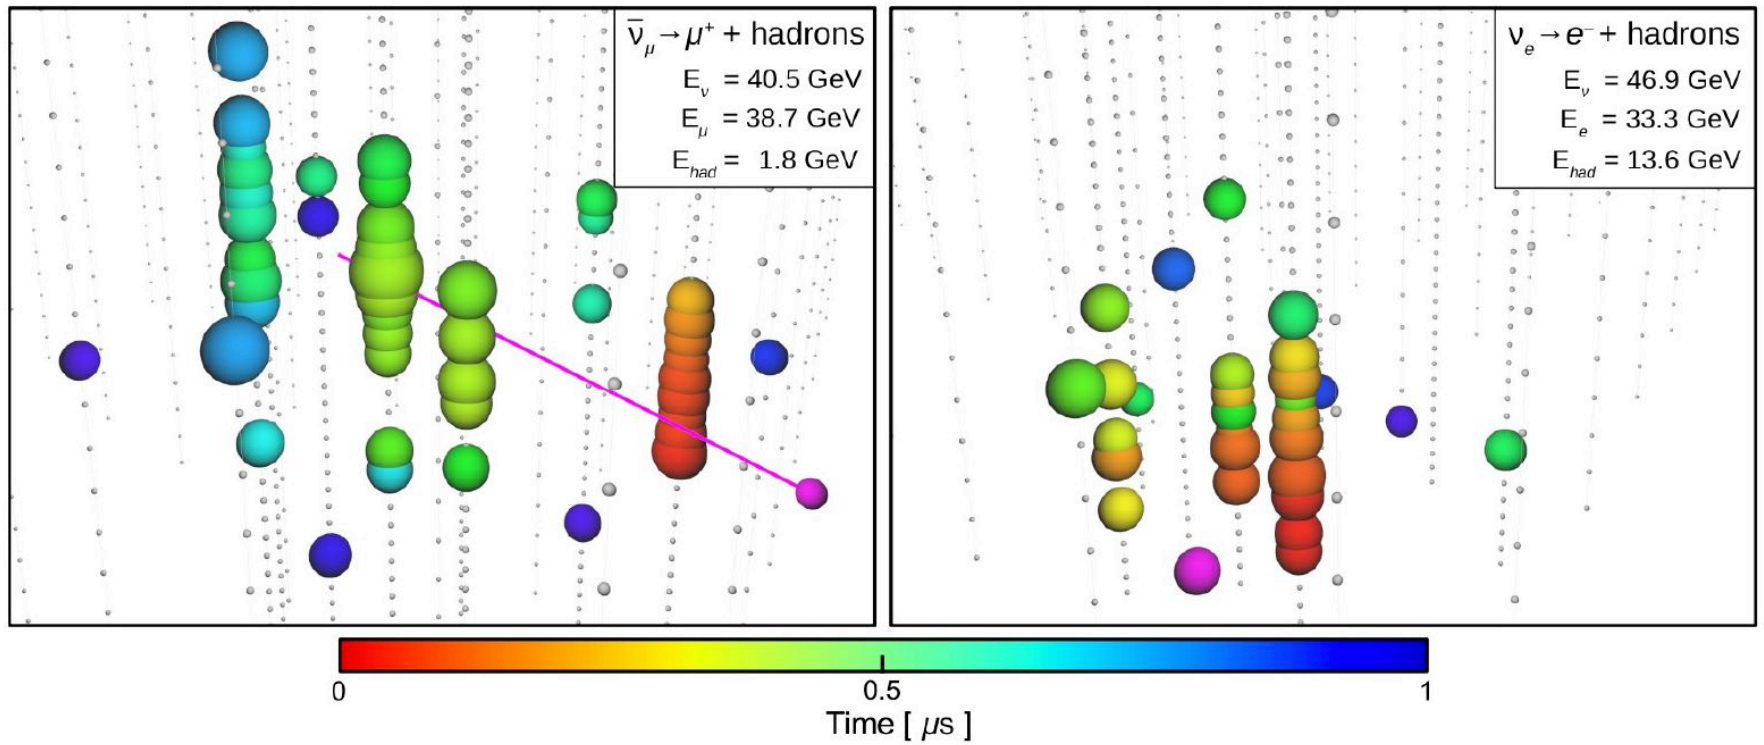 ν̅μ → μ⁺ + hadrons
Eν = 40.5 GeV
Eμ = 38.7 GeV
Ehad = 1.8 GeV
νe → e⁻ + hadrons
Eν = 46.9 GeV
Ee = 33.3 GeV
Ehad = 13.6 GeV
0 0.5 1
Time [ μs ]